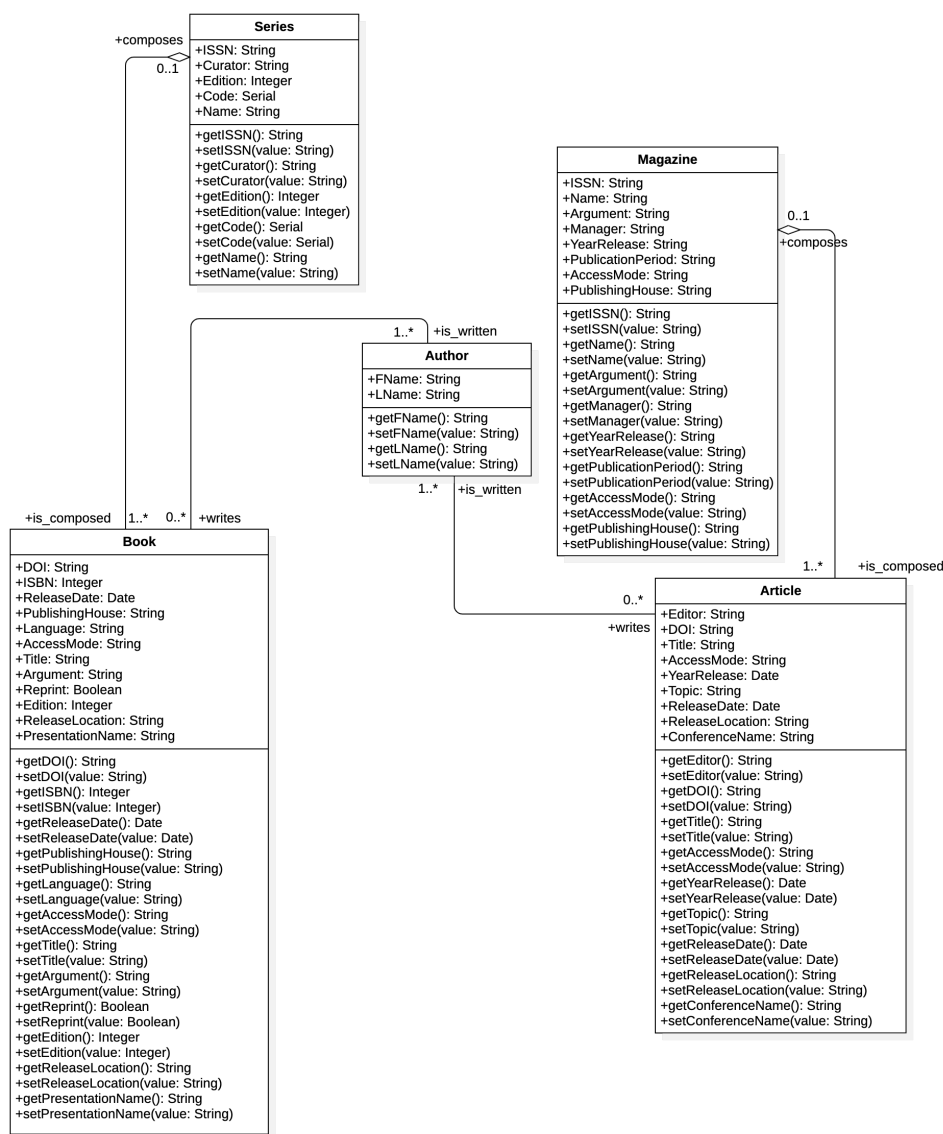 Series
+ISSN: String
+Curator: String
+Edition: Integer
+Code: Serial
+Name: String
+getISSN(): String
+setISSN(value: String)
+getCurator(): String
+setCurator(value: String)
+getEdition(): Integer
+setEdition(value: Integer)
+getCode(): Serial
+setCode(value: Serial)
+getName(): String
+setName(value: String)
+composes
0..1
Magazine
+ISSN: String
+Name: String
+Argument: String
+Manager: String
+YearRelease: String
+PublicationPeriod: String
+AccessMode: String
+PublishingHouse: String
+getISSN(): String
+setISSN(value: String)
+getName(): String
+setName(value: String)
+getArgument(): String
+setArgument(value: String)
+getManager(): String
+setManager(value: String)
+getYearRelease(): String
+setYearRelease(value: String)
+getPublicationPeriod(): String
+setPublicationPeriod(value: String)
+getAccessMode(): String
+setAccessMode(value: String)
+getPublishingHouse(): String
+setPublishingHouse(value: String)
0..1
+composes
1..*
+is_written
Author
+FName: String
+LName: String
+getFName(): String
+setFName(value: String)
+getLName(): String
+setLName(value: String)
1..*
+is_written
+is_composed
1..*
0..*
+writes
Book
+DOI: String
+ISBN: Integer
+ReleaseDate: Date
+PublishingHouse: String
+Language: String
+AccessMode: String
+Title: String
+Argument: String
+Reprint: Boolean
+Edition: Integer
+ReleaseLocation: String
+PresentationName: String
+getDOI(): String
+setDOI(value: String)
+getISBN(): Integer
+setISBN(value: Integer)
+getReleaseDate(): Date
+setReleaseDate(value: Date)
+getPublishingHouse(): String
+setPublishingHouse(value: String)
+getLanguage(): String
+setLanguage(value: String)
+getAccessMode(): String
+setAccessMode(value: String)
+getTitle(): String
+setTitle(value: String)
+getArgument(): String
+setArgument(value: String)
+getReprint(): Boolean
+setReprint(value: Boolean)
+getEdition(): Integer
+setEdition(value: Integer)
+getReleaseLocation(): String
+setReleaseLocation(value: String)
+getPresentationName(): String
+setPresentationName(value: String)
1..*
+is_composed
0..*
+writes
Article
+Editor: String
+DOI: String
+Title: String
+AccessMode: String
+YearRelease: Date
+Topic: String
+ReleaseDate: Date
+ReleaseLocation: String
+ConferenceName: String
+getEditor(): String
+setEditor(value: String)
+getDOI(): String
+setDOI(value: String)
+getTitle(): String
+setTitle(value: String)
+getAccessMode(): String
+setAccessMode(value: String)
+getYearRelease(): Date
+setYearRelease(value: Date)
+getTopic(): String
+setTopic(value: String)
+getReleaseDate(): Date
+setReleaseDate(value: Date)
+getReleaseLocation(): String
+setReleaseLocation(value: String)
+getConferenceName(): String
+setConferenceName(value: String)